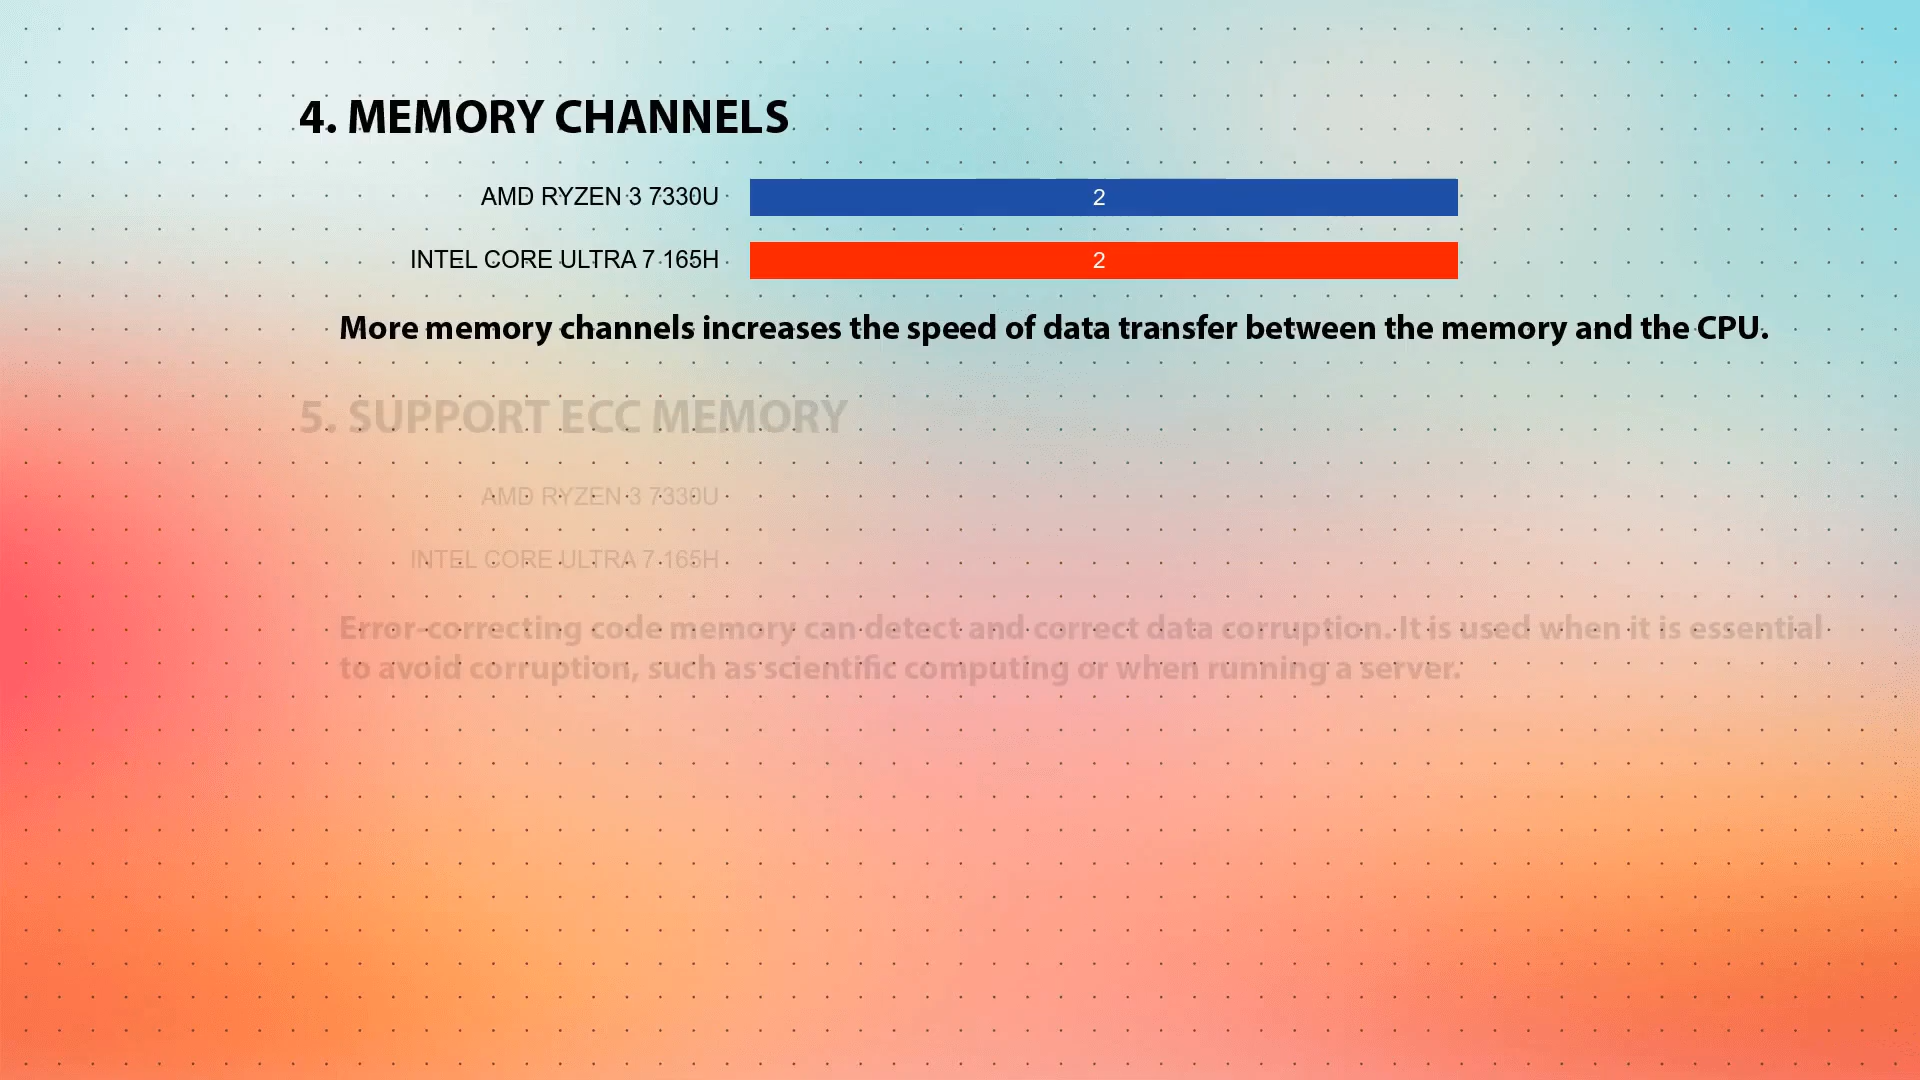 4. MEMORY CHANNELS
AMD RYZEN 3 7330U
2
INTEL CORE ULTRA 7 165H
2
More memory channels increases the speed of data transfer between the memory and the CPU.
5. SUPPORT ECC MEMORY
AMD RYZEN 3 7330U
INTEL CORE ULTRA 7 165H
Error-correcting code memory can detect and correct data corruption. It is used when it is essential
to avoid corruption, such as scientific computing or when running a server.